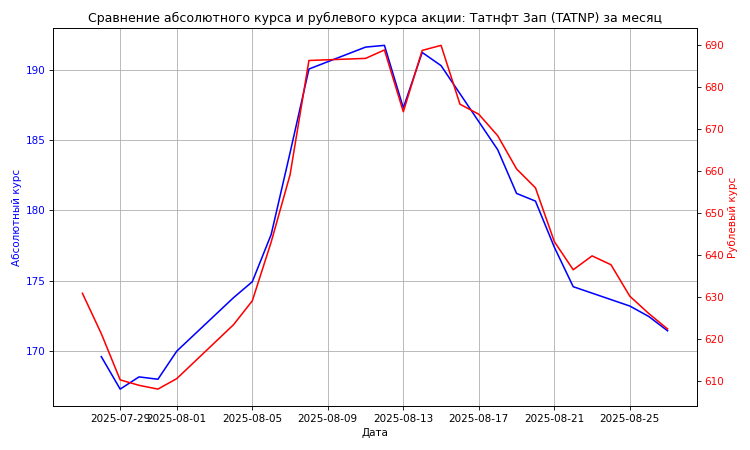 Сравнение абсолютного курса и рублевого курса акции: Татнфт 3ап (TATNP) за месяц
Абсолютный курс
190
185
180
175
170
690
680
670
660
650
640
630
620
610
Рублевый курс
2025-07-29 2025-08-01 2025-08-05 2025-08-09 2025-08-13 2025-08-17 2025-08-21 2025-08-25
Дата